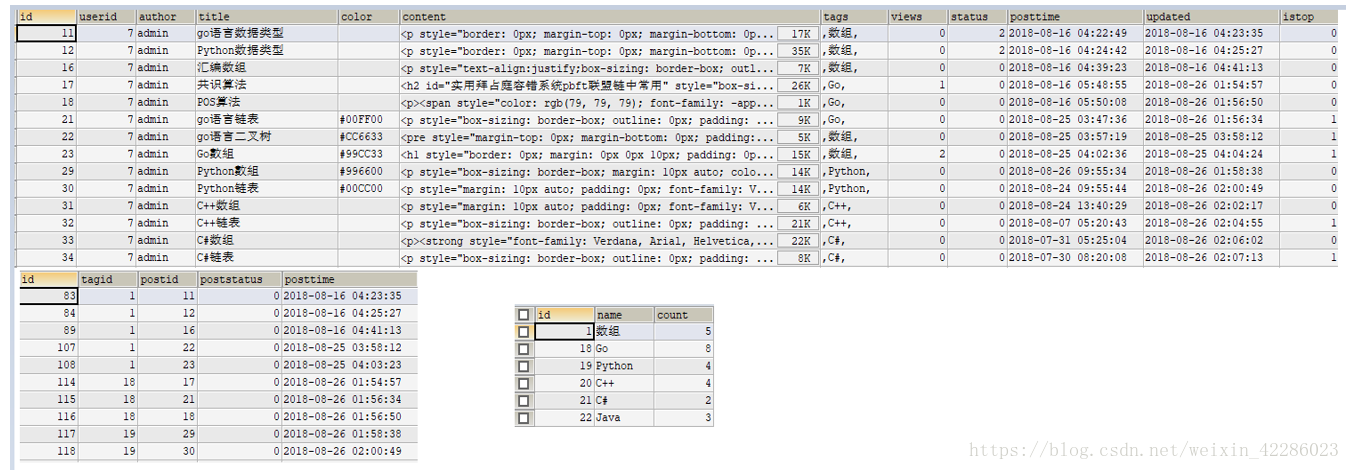 id userid author title color content tags views status posttime updated istop
11 7 admin go语言数据类型 <p style="border: 0px; margin-top: 0px; margin-bottom: 0p... 17K ,数组, 0 2 2018-08-16 04:22:49 2018-08-16 04:23:35 0
12 7 admin Python数据类型 <p style="border: 0px; margin-top: 0px; margin-bottom: 0p... 35K ,数组, 0 2 2018-08-16 04:24:42 2018-08-16 04:25:27 0
16 7 admin 汇编数组 <p style="text-align:justify;box-sizing: border-box; outl... 7K ,数组, 0 0 2018-08-16 04:39:23 2018-08-16 04:41:13 0
17 7 admin 共识算法 <h2 id="实用拜占庭容错系统pbft联盟链中常用" style="box-si... 26K ,Go, 1 0 2018-08-16 05:48:55 2018-08-26 01:54:57 0
18 7 admin POS算法 <p><span style="color: rgb(79, 79, 79); font-family: -app... 1K ,Go, 0 0 2018-08-16 05:50:08 2018-08-26 01:56:50 0
21 7 admin go语言链表 #00FF00 <p style="box-sizing: border-box; outline: 0px; padding: ... 9K ,Go, 0 0 2018-08-25 03:47:36 2018-08-26 01:56:34 1
22 7 admin go语言二叉树 #CC6633 <pre style="margin-top: 0px; margin-bottom: 0px; padding:... 5K ,数组, 0 0 2018-08-25 03:57:19 2018-08-25 03:58:12 1
23 7 admin Go数组 #99CC33 <h1 style="border: 0px; margin: 0px 0px 10px; padding: 0p... 15K ,数组, 2 0 2018-08-25 04:02:36 2018-08-25 04:04:24 1
29 7 admin Python数组 #996600 <p style="box-sizing: border-box; margin: 10px auto; colo... 14K ,Python, 0 0 2018-08-26 09:55:34 2018-08-26 01:58:38 1
30 7 admin Python链表 #00CC00 <p style="margin: 10px auto; padding: 0px; font-family: V... 14K ,Python, 0 0 2018-08-24 09:55:44 2018-08-26 02:00:49 1
31 7 admin C++数组 <p style="margin: 10px auto; padding: 0px; font-family: V... 6K ,C++, 0 0 2018-08-24 13:40:29 2018-08-26 02:02:17 0
32 7 admin C++链表 <p style="box-sizing: border-box; outline: 0px; padding: ... 21K ,C++, 0 0 2018-08-07 05:20:43 2018-08-26 02:04:55 1
33 7 admin C#数组 <p><strong style="font-family: Verdana, Arial, Helvetica,... 22K ,C#, 0 0 2018-07-31 05:25:04 2018-08-26 02:06:02 0
34 7 admin C#链表 <p style="box-sizing: border-box; outline: 0px; padding: ... 8K ,C#, 0 0 2018-07-30 08:20:08 2018-08-26 02:07:13 1
id tagid postid poststatus posttime
83 1 11 0 2018-08-16 04:23:35
84 1 12 0 2018-08-16 04:25:27
89 1 16 0 2018-08-16 04:41:13
107 1 22 0 2018-08-25 03:58:12
108 1 23 0 2018-08-25 04:03:23
114 18 17 0 2018-08-26 01:54:57
115 18 21 0 2018-08-26 01:56:34
116 18 18 0 2018-08-26 01:56:50
117 19 29 0 2018-08-26 01:58:38
118 19 30 0 2018-08-26 02:00:49
id name count
1 数组 5
18 Go 8
19 Python 4
20 C++ 4
21 C# 2
22 Java 3
https://blog.csdn.net/weixin_42286023